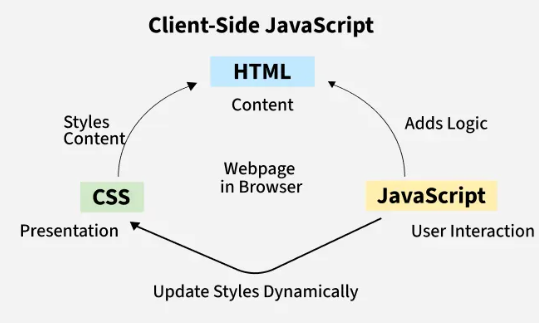 Client-Side JavaScript
HTML
Content
Styles
Content
Adds Logic
Webpage
in Browser
CSS
JavaScript
Presentation
User Interaction
Update Styles Dynamically